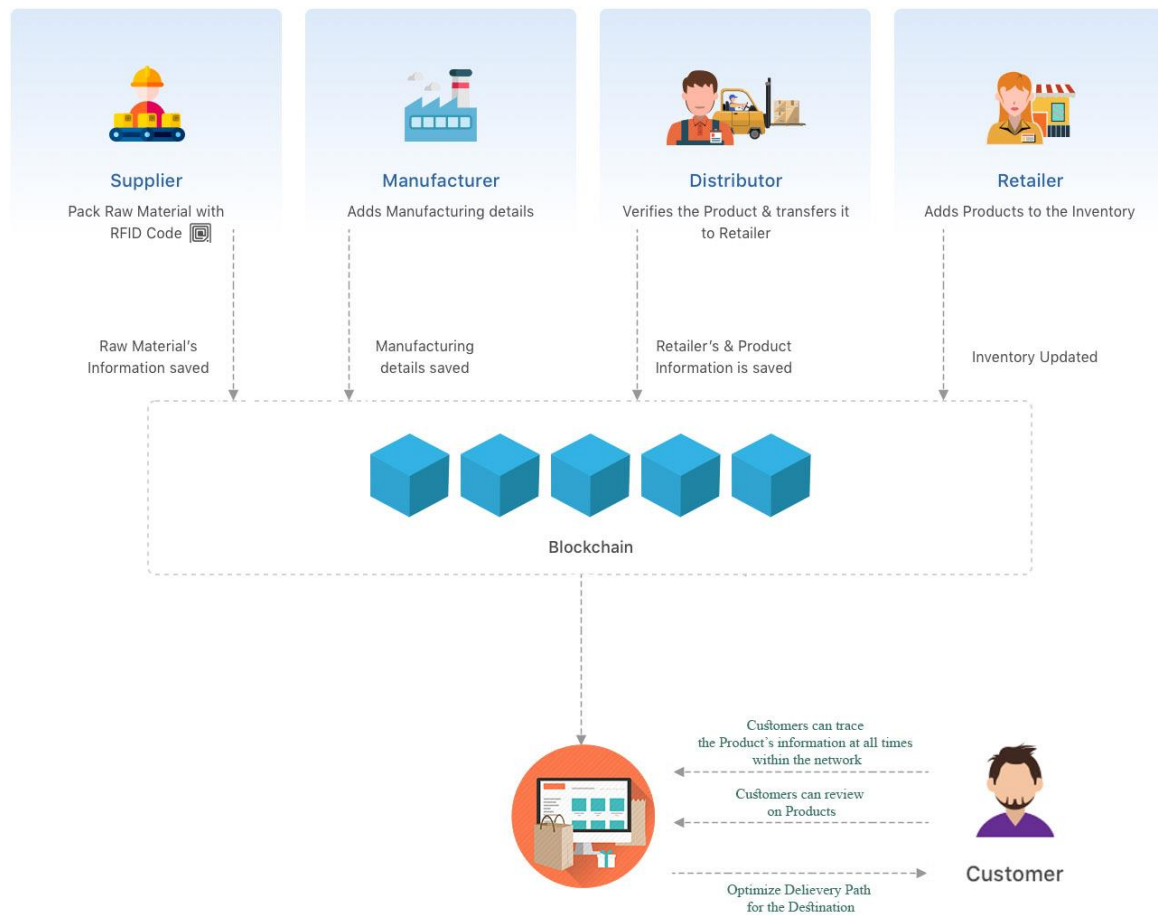 Supplier
Pack Raw Material with
RFID Code
Manufacturer
Adds Manufacturing details
Distributor
Verifies the Product & transfers it
to Retailer
Retailer
Adds Products to the Inventory
Raw Material's
Information saved
Manufacturing
details saved
Retailer's & Product
Information is saved
Inventory Updated
Blockchain
Customers can trace
the Product's information at all times
within the network
Customers can review
on Products
Customer
Optimize Delievery Path
for the Destination